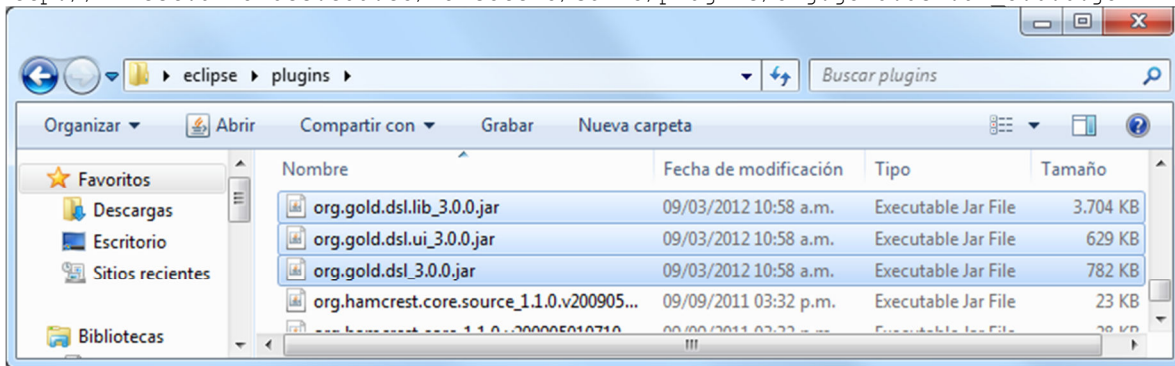 eclipse plugins Buscar plugins
Organizar Abrir Compartir con Grabar Nueva carpeta
Favoritos
Descargas
Escritorio
Sitios recientes
Bibliotecas
Nombre Fecha de modificación Tipo Tamaño
org.gold.dsl.lib_3.0.0.jar 09/03/2012 10:58 a.m. Executable Jar File 3.704 KB
org.gold.dsl.ui_3.0.0.jar 09/03/2012 10:58 a.m. Executable Jar File 629 KB
org.gold.dsl_3.0.0.jar 09/03/2012 10:58 a.m. Executable Jar File 782 KB
org.hamcrest.core.source_1.1.0.v200905... 09/09/2011 03:32 p.m. Executable Jar File 23 KB